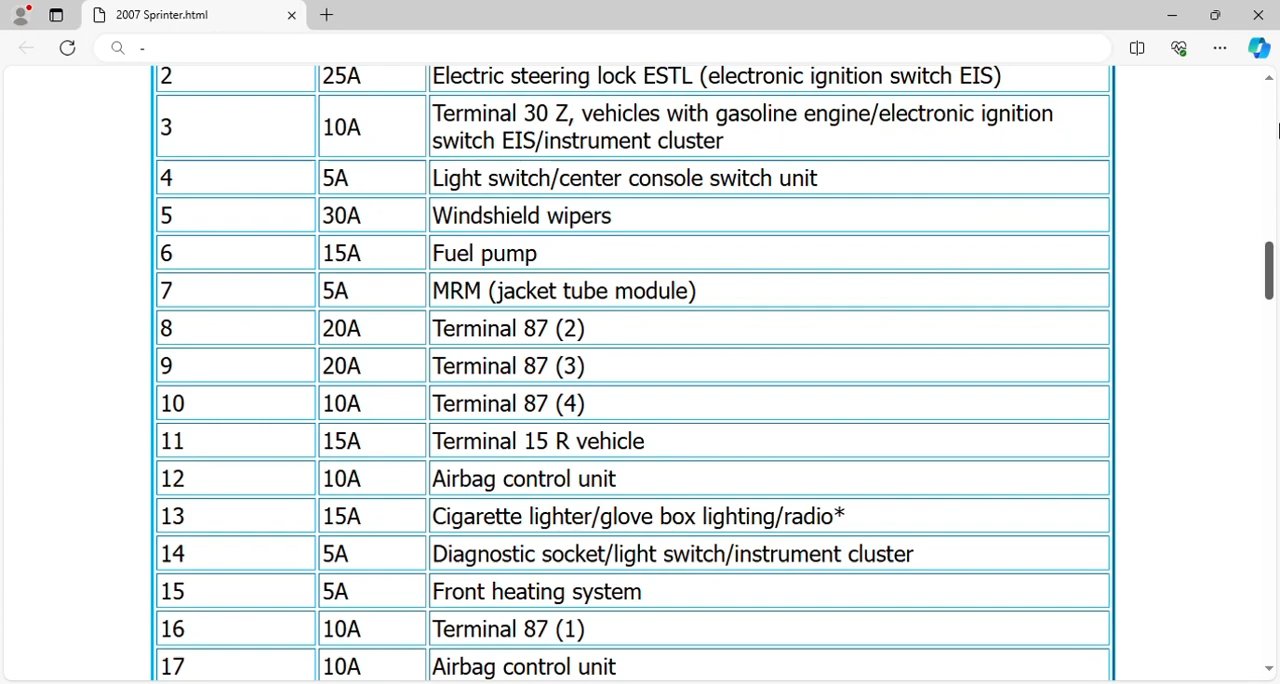 2007 Sprinter.html
-
2 25A Electric steering lock ESTL (electronic ignition switch EIS)
3 10A Terminal 30 Z, vehicles with gasoline engine/electronic ignition
switch EIS/instrument cluster
4 5A Light switch/center console switch unit
5 30A Windshield wipers
6 15A Fuel pump
7 5A MRM (jacket tube module)
8 20A Terminal 87 (2)
9 20A Terminal 87 (3)
10 10A Terminal 87 (4)
11 15A Terminal 15 R vehicle
12 10A Airbag control unit
13 15A Cigarette lighter/glove box lighting/radio*
14 5A Diagnostic socket/light switch/instrument cluster
15 5A Front heating system
16 10A Terminal 87 (1)
17 10A Airbag control unit